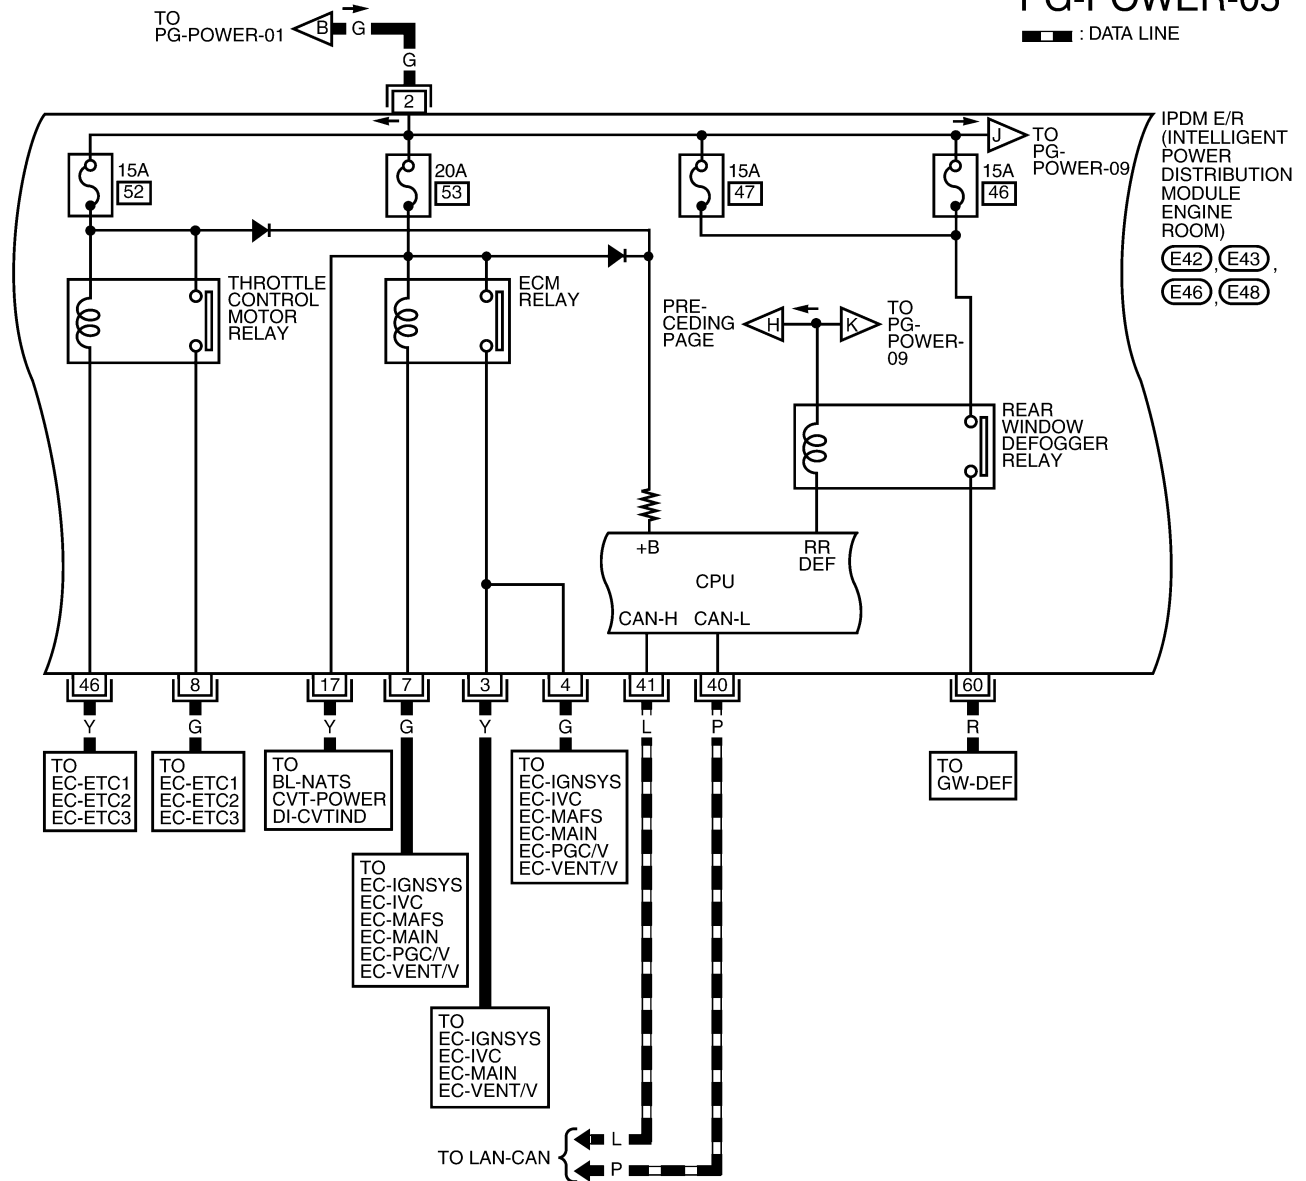 PG-POWER-05
: DATA LINE
TO
PG-POWER-01
B
G
G
2
J
TO
PG-
POWER-09
IPDM E/R
(INTELLIGENT
POWER
DISTRIBUTION
MODULE
ENGINE
ROOM)
E42 , E43 ,
E46 , E48
15A
52
20A
53
15A
47
15A
46
THROTTLE
CONTROL
MOTOR
RELAY
ECM
RELAY
PRE-
CEDING
PAGE
H
K
TO
PG-
POWER-
09
REAR
WINDOW
DEFOGGER
RELAY
+B
RR
DEF
CPU
CAN-H CAN-L
46 8 17 7 3 4 41 40 60
Y G Y G Y G L P R
TO
EC-ETC1
EC-ETC2
EC-ETC3
TO
EC-ETC1
EC-ETC2
EC-ETC3
TO
BL-NATS
CVT-POWER
DI-CVTIND
TO
EC-IGNSYS
EC-IVC
EC-MAFS
EC-MAIN
EC-PGC/V
EC-VENT/V
TO
GW-DEF
TO
EC-IGNSYS
EC-IVC
EC-MAFS
EC-MAIN
EC-PGC/V
EC-VENT/V
TO
EC-IGNSYS
EC-IVC
EC-MAIN
EC-VENT/V
TO LAN-CAN
L
P